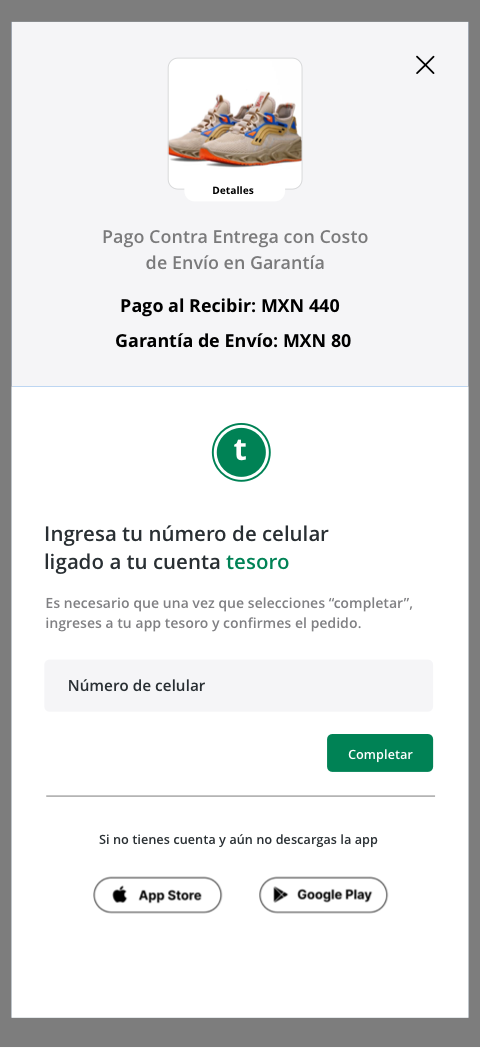 Detalles
Pago Contra Entrega con Costo
de Envío en Garantía
Pago al Recibir: MXN 440
Garantía de Envío: MXN 80
t
Ingresa tu número de celular
ligado a tu cuenta tesoro
Es necesario que una vez que selecciones “completar”,
ingreses a tu app tesoro y confirmes el pedido.
Número de celular
Completar
Si no tienes cuenta y aún no descargas la app
App Store
Google Play